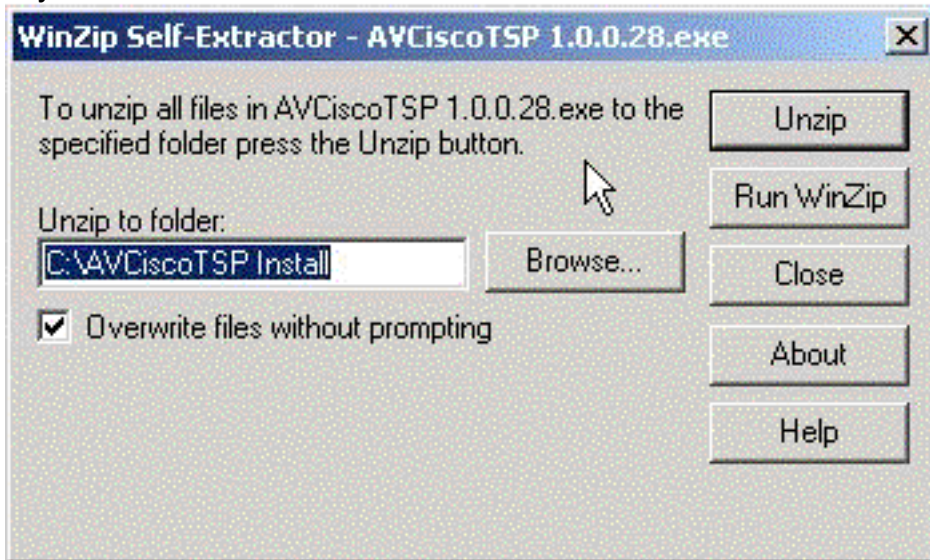 WinZip Self-Extractor - AVCiscoTSP 1.0.0.28.exe
To unzip all files in AVCiscoTSP 1.0.0.28.exe to the
specified folder press the Unzip button.
Unzip to folder:
C:\AVCiscoTSP Install
Browse...
Overwrite files without prompting
Unzip
Run WinZip
Close
About
Help